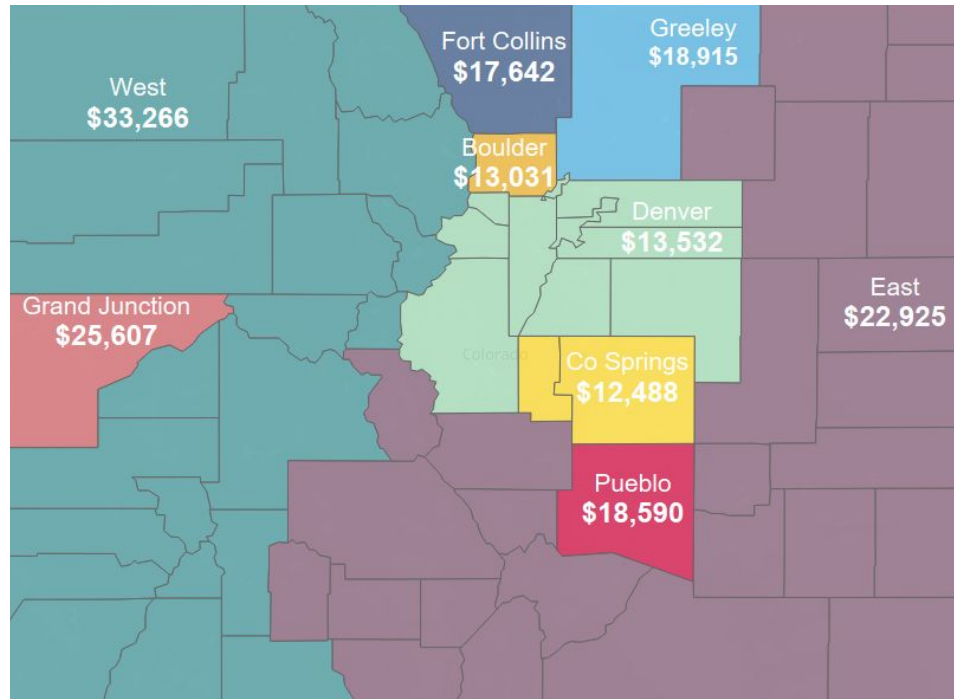 Fort Collins
$17,642
Greeley
$18,915
West
$33,266
Boulder
$13,031
Denver
$13,532
Grand Junction
$25,607
East
$22,925
Colorado
Co Springs
$12,488
Pueblo
$18,590